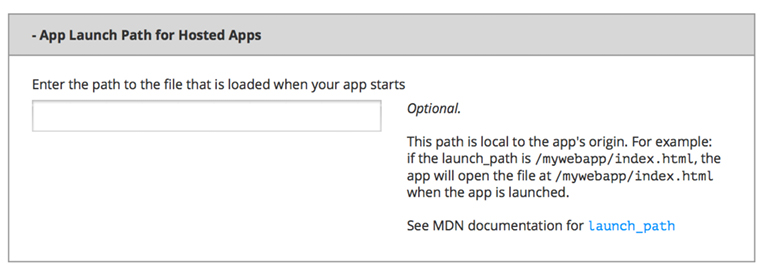 - App Launch Path for Hosted Apps
Enter the path to the file that is loaded when your app starts
Optional.
This path is local to the app's origin. For example:
if the launch_path is /mywebapp/index.html, the
app will open the file at /mywebapp/index.html
when the app is launched.
See MDN documentation for launch_path